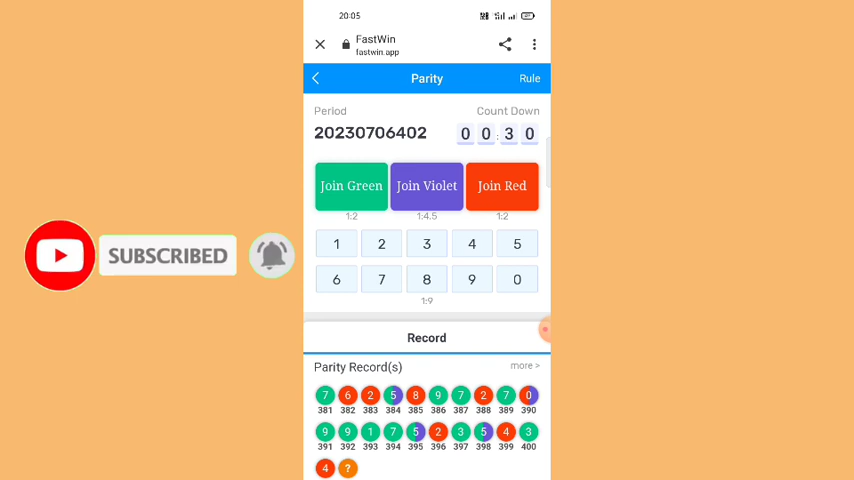 20:05
FastWin
fastwin.app
Parity Rule
Period Count Down
20230706402 00:30
Join Green Join Violet Join Red
1:2 1:4.5 1:2
1 2 3 4 5
6 7 8 9 0
1:9
SUBSCRIBED
Record
Parity Record(s) more >
7 6 2 5 8 9 7 2 7 0
381 382 383 384 385 386 387 388 389 390
9 9 1 7 5 2 3 5 4 3
391 392 393 394 395 396 397 398 399 400
4 ?